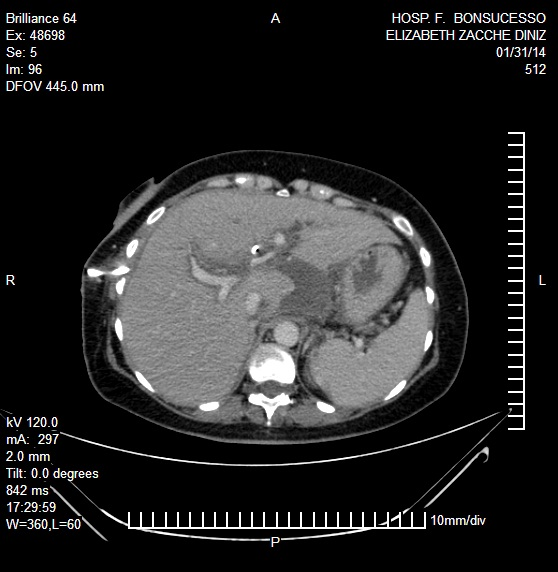 Brilliance 64
Ex: 48698
Se: 5
Im: 96
DFOV 445.0 mm
A
HOSP. F. BONSUCESSO
ELIZABETH ZACCHE DINIZ
01/31/14
512
R
L
kV 120.0
mA: 297
2.0 mm
Tilt: 0.0 degrees
842 ms
17:29:59
W=360,L=60
10mm/div
P